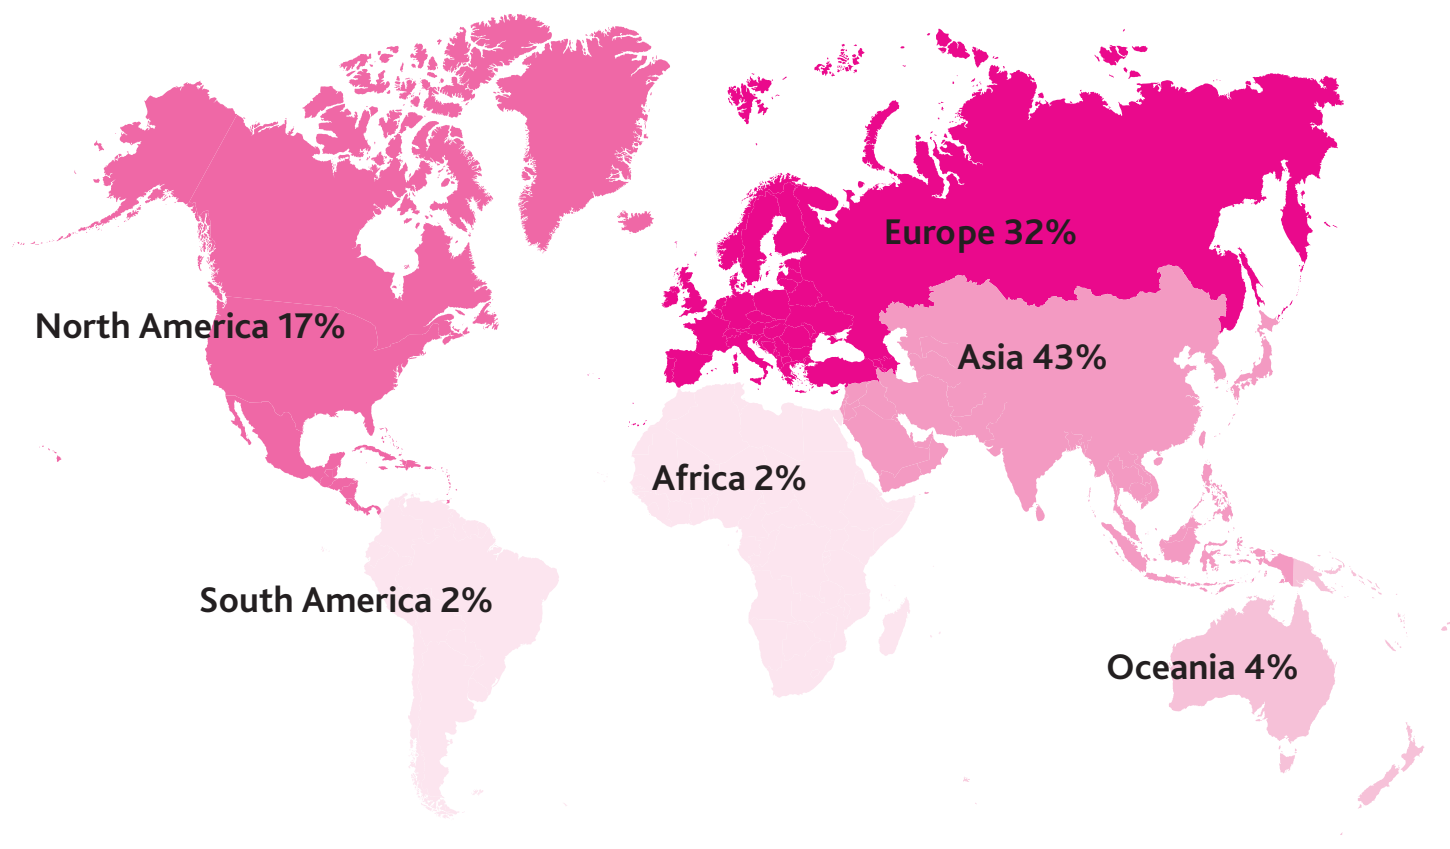 Europe 32%
North America 17%
Asia 43%
Africa 2%
South America 2%
Oceania 4%